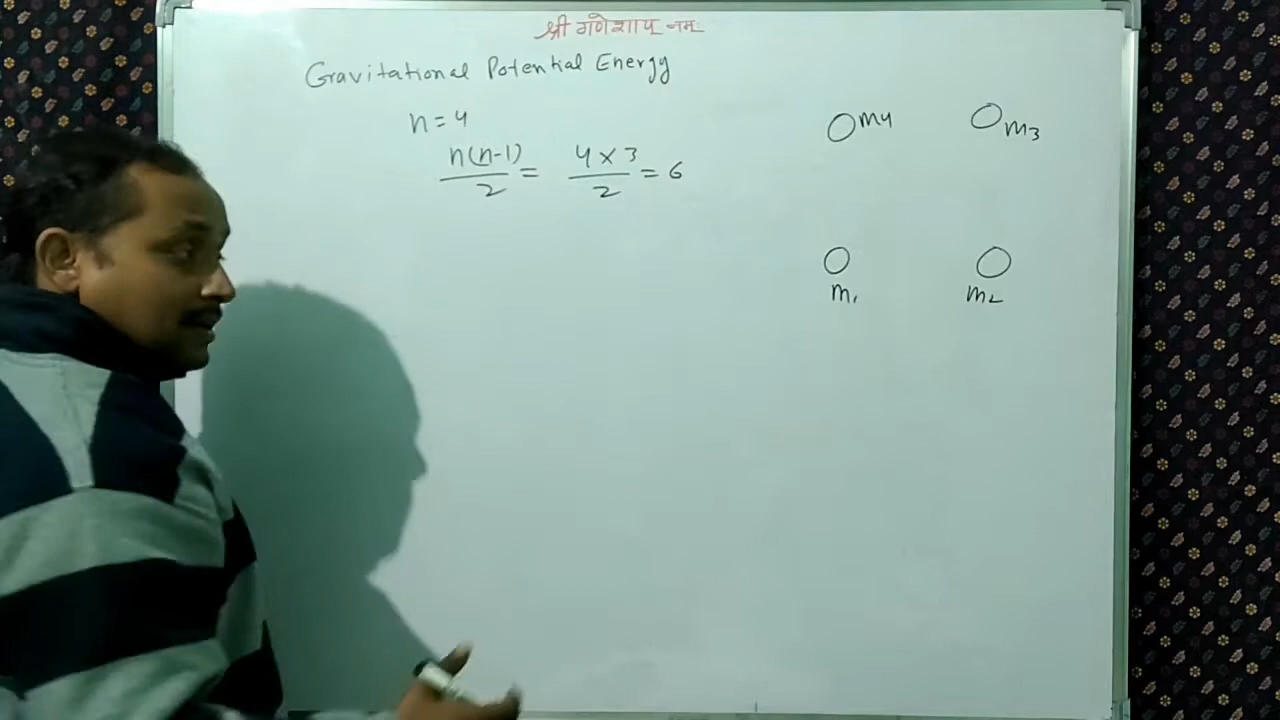 श्री गणेशाय नमः
Gravitational Potential Energy
n = 4
n(n-1)/2 = 4 × 3/2 = 6
m4 m3
m1 m2